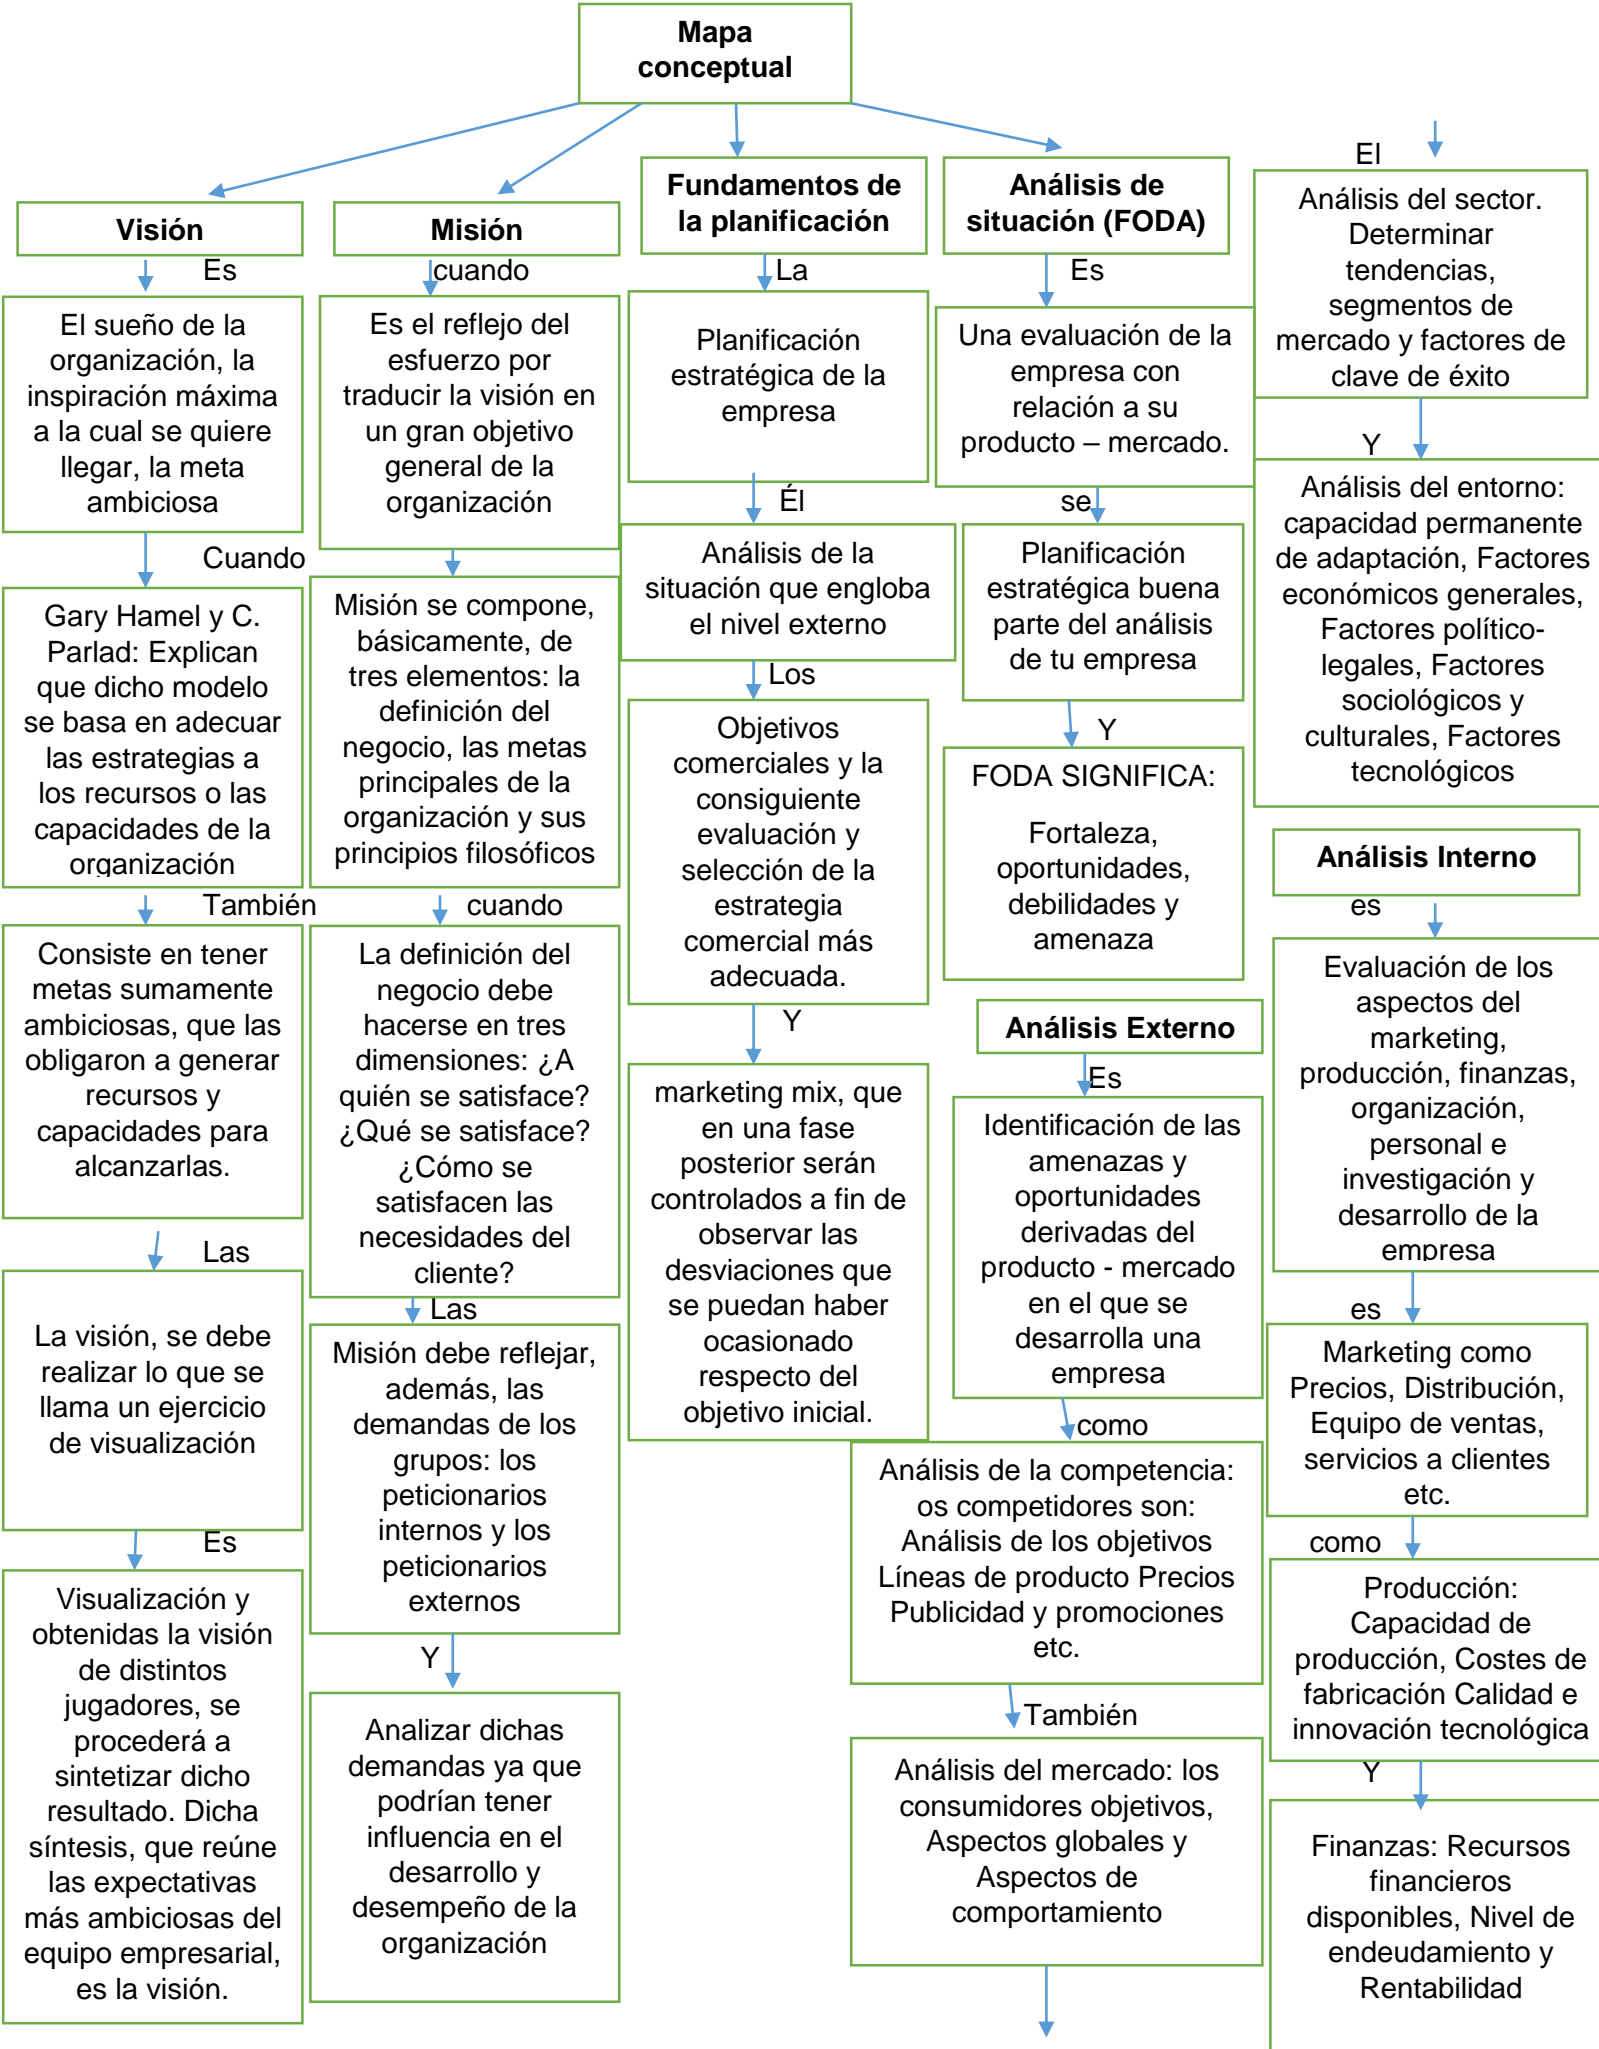 Mapa
conceptual
Visión
Es
El sueño de la
organización, la
inspiración máxima
a la cual se quiere
llegar, la meta
ambiciosa
Cuando
Gary Hamel y C.
Parlad: Explican
que dicho modelo
se basa en adecuar
las estrategias a
los recursos o las
capacidades de la
organización
También
Consiste en tener
metas sumamente
ambiciosas, que las
obligaron a generar
recursos y
capacidades para
alcanzarlas.
Las
La visión, se debe
realizar lo que se
llama un ejercicio
de visualización
Es
Visualización y
obtenidas la visión
de distintos
jugadores, se
procederá a
sintetizar dicho
resultado. Dicha
síntesis, que reúne
las expectativas
más ambiciosas del
equipo empresarial,
es la visión.
Misión
cuando
Es el reflejo del
esfuerzo por
traducir la visión en
un gran objetivo
general de la
organización
Misión se compone,
básicamente, de
tres elementos: la
definición del
negocio, las metas
principales de la
organización y sus
principios filosóficos
cuando
La definición del
negocio debe
hacerse en tres
dimensiones: ¿A
quién se satisface?
¿Qué se satisface?
¿Cómo se
satisfacen las
necesidades del
cliente?
Las
Misión debe reflejar,
además, las
demandas de los
grupos: los
peticionarios
internos y los
peticionarios
externos
Y
Analizar dichas
demandas ya que
podrían tener
influencia en el
desarrollo y
desempeño de la
organización
Fundamentos de
la planificación
La
Planificación
estratégica de la
empresa
Él
Análisis de la
situación que engloba
el nivel externo
Los
Objetivos
comerciales y la
consiguiente
evaluación y
selección de la
estrategia
comercial más
adecuada.
Y
marketing mix, que
en una fase
posterior serán
controlados a fin de
observar las
desviaciones que
se puedan haber
ocasionado
respecto del
objetivo inicial.
Análisis de
situación (FODA)
Es
Una evaluación de la
empresa con
relación a su
producto – mercado.
se
Planificación
estratégica buena
parte del análisis
de tu empresa
Y
FODA SIGNIFICA:
Fortaleza,
oportunidades,
debilidades y
amenaza
Análisis Externo
Es
Identificación de las
amenazas y
oportunidades
derivadas del
producto - mercado
en el que se
desarrolla una
empresa
como
Análisis de la competencia:
os competidores son:
Análisis de los objetivos
Líneas de producto Precios
Publicidad y promociones
etc.
También
Análisis del mercado: los
consumidores objetivos,
Aspectos globales y
Aspectos de
comportamiento
El
Análisis del sector.
Determinar
tendencias,
segmentos de
mercado y factores de
clave de éxito
Y
Análisis del entorno:
capacidad permanente
de adaptación, Factores
económicos generales,
Factores político-
legales, Factores
sociológicos y
culturales, Factores
tecnológicos
Análisis Interno
es
Evaluación de los
aspectos del
marketing,
producción, finanzas,
organización,
personal e
investigación y
desarrollo de la
empresa
es
Marketing como
Precios, Distribución,
Equipo de ventas,
servicios a clientes
etc.
como
Producción:
Capacidad de
producción, Costes de
fabricación Calidad e
innovación tecnológica
Y
Finanzas: Recursos
financieros
disponibles, Nivel de
endeudamiento y
Rentabilidad